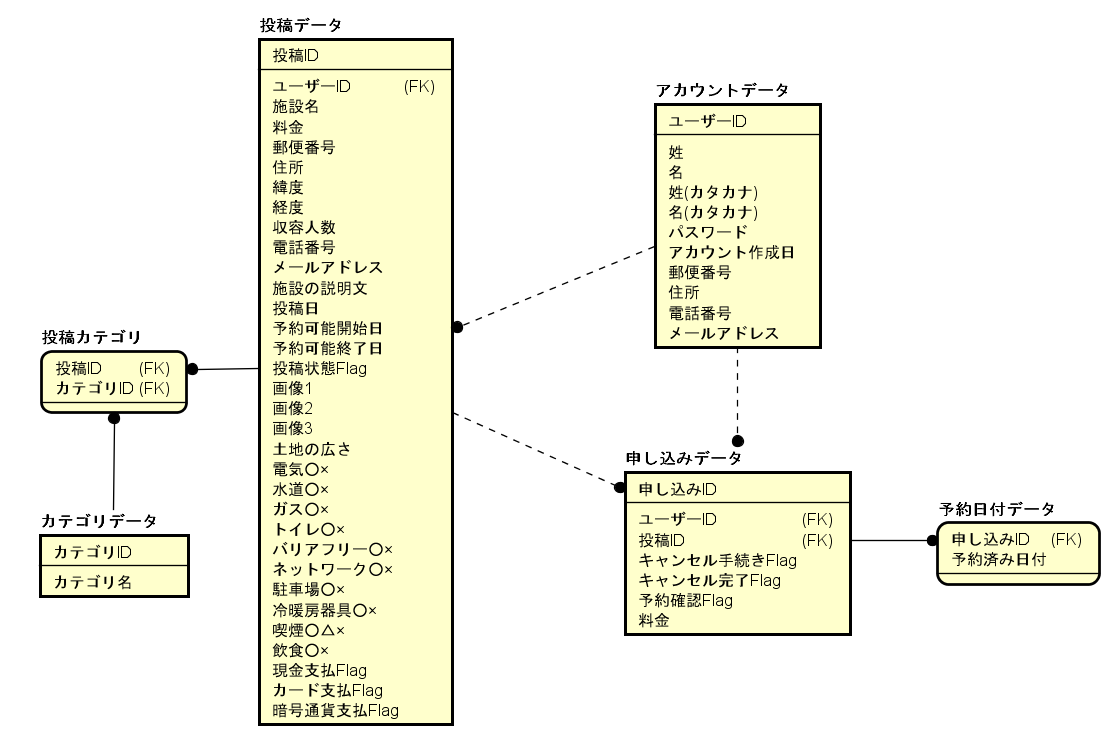 投稿データ
投稿ID
ユーザーID (FK)
施設名
料金
郵便番号
住所
緯度
経度
収容人数
電話番号
メールアドレス
施設の説明文
投稿日
予約可能開始日
予約可能終了日
投稿状態Flag
画像1
画像2
画像3
土地の広さ
電気〇×
水道〇×
ガス〇×
トイレ〇×
バリアフリー〇×
ネットワーク〇×
駐車場〇×
冷暖房器具〇×
喫煙〇△×
飲食〇×
現金支払Flag
カード支払Flag
暗号通貨支払Flag
アカウントデータ
ユーザーID
姓
名
姓(カタカナ)
名(カタカナ)
パスワード
アカウント作成日
郵便番号
住所
電話番号
メールアドレス
投稿カテゴリ
投稿ID (FK)
カテゴリID (FK)
カテゴリデータ
カテゴリID
カテゴリ名
申し込みデータ
申し込みID
ユーザーID (FK)
投稿ID (FK)
キャンセル手続きFlag
キャンセル完了Flag
予約確認Flag
料金
予約日付データ
申し込みID (FK)
予約済み日付